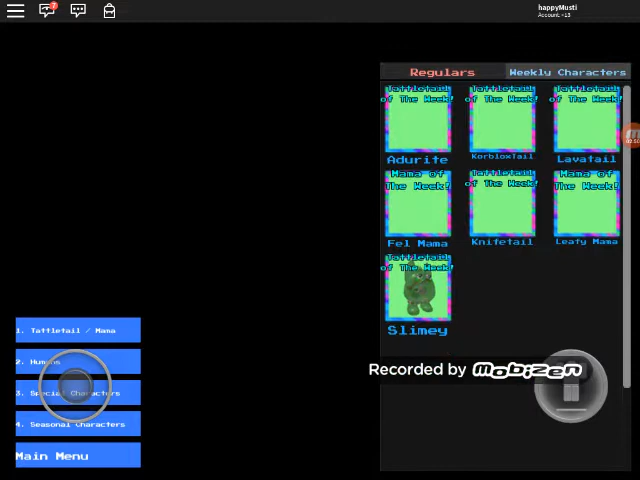 7
happyMusti
Account: <13
Regulars
Weekly Characters
Tattletail of The Week!
Tattletail of The Week!
Tattletail of The Week!
Adurite
KorbloxTail
Lavatail
Mama of The Week!
Tattletail of The Week!
Mama of The Week!
Fel Mama
Knifetail
Leafy Mama
Tattletail of The Week!
Slimey
1. Tattletail / Mama
2. Humans
3. Special Characters
4. Seasonal Characters
Main Menu
Recorded by mobizen